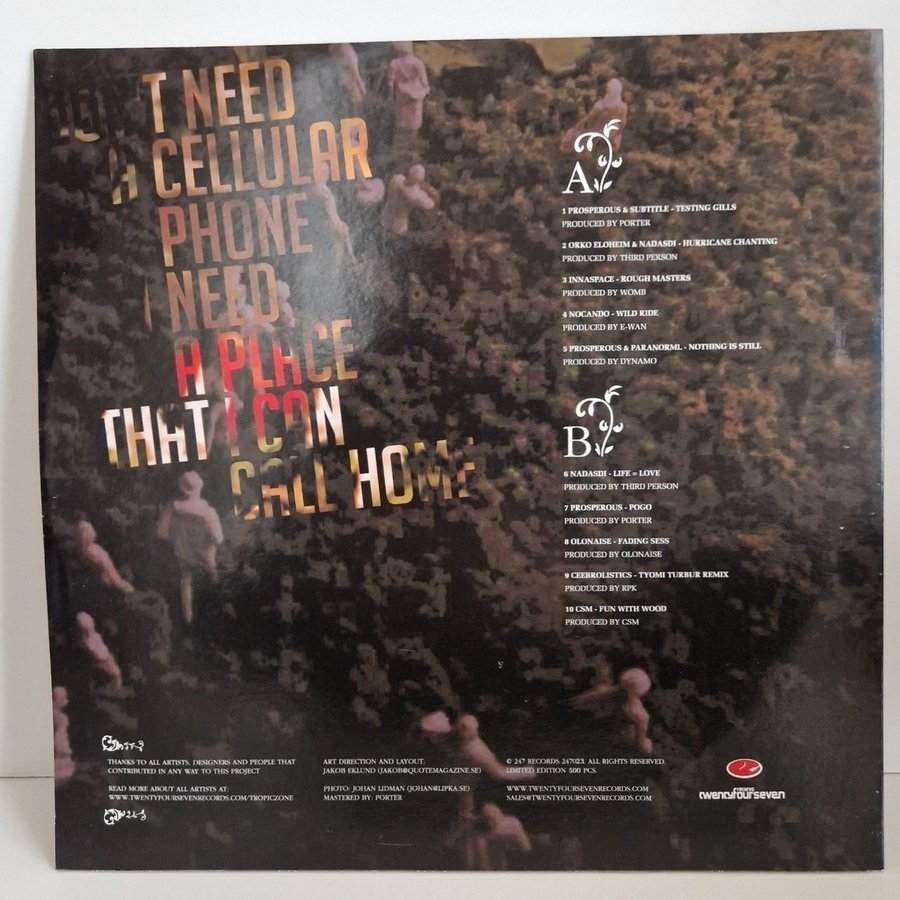 DON'T NEED
A CELLULAR
PHONE
I NEED
A PLACE
THAT I CAN
CALL HOME
A
1 PROSPEROUS & SUBTITLE - TESTING GILLS
PRODUCED BY PORTER
2 ORKO ELOHEIM & NADASDI - HURRICANE CHANTING
PRODUCED BY THIRD PERSON
3 INNASPACE - ROUGH MASTERS
PRODUCED BY WOMB
4 NOCANDO - WILD RIDE
PRODUCED BY E-WAN
5 PROSPEROUS & PARANORML - NOTHING IS STILL
PRODUCED BY DYNAMO
B
6 NADASDI - LIFE = LOVE
PRODUCED BY THIRD PERSON
7 PROSPEROUS - POGO
PRODUCED BY PORTER
8 OLONAISE - FADING SESS
PRODUCED BY OLONAISE
9 CEEBROLISTICS - TYOMI TURBUR REMIX
PRODUCED BY RPK
10 CSM - FUN WITH WOOD
PRODUCED BY CSM
THANKS TO ALL ARTISTS, DESIGNERS AND PEOPLE THAT
CONTRIBUTED IN ANY WAY TO THIS PROJECT
READ MORE ABOUT ALL ARTISTS AT:
WWW.TWENTYFOURSEVENRECORDS.COM/TROPICZONE
ART DIRECTION AND LAYOUT:
JAKOB EKLUND (JAKOB@QUOTEMAGAZINE.SE)
PHOTO: JOHAN LIDMAN (JOHAN@LIPKA.SE)
MASTERED BY: PORTER
© 247 RECORDS 247023. ALL RIGHTS RESERVED.
LIMITED EDITION 500 PCS.
WWW.TWENTYFOURSEVENRECORDS.COM
SALES@TWENTYFOURSEVENRECORDS.COM
records
twentyfourseven